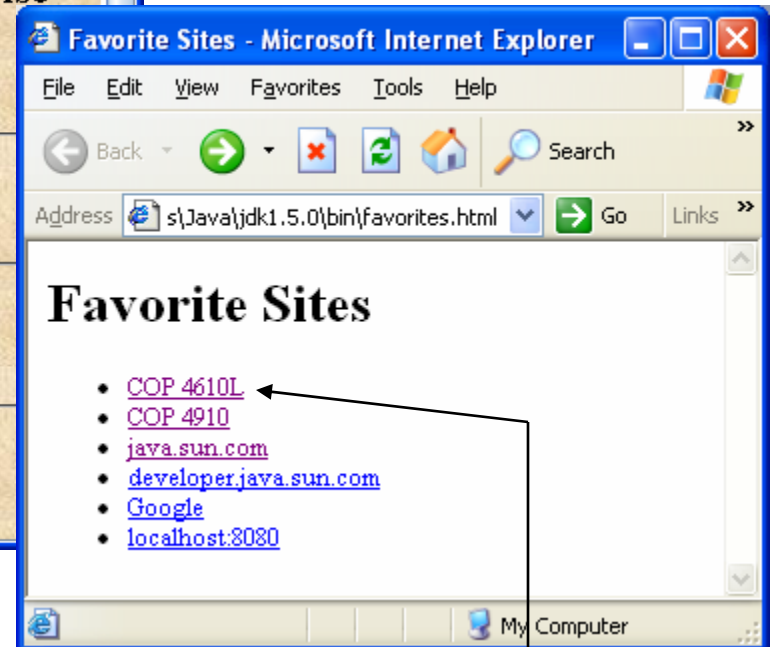 Favorite Sites - Microsoft Internet Explorer
File Edit View Favorites Tools Help
Back Search »
Address s\Java\jdk1.5.0\bin\favorites.html Go Links »
Favorite Sites
• COP 4610L
• COP 4910
• java.sun.com
• developer.java.sun.com
• Google
• localhost:8080
My Computer